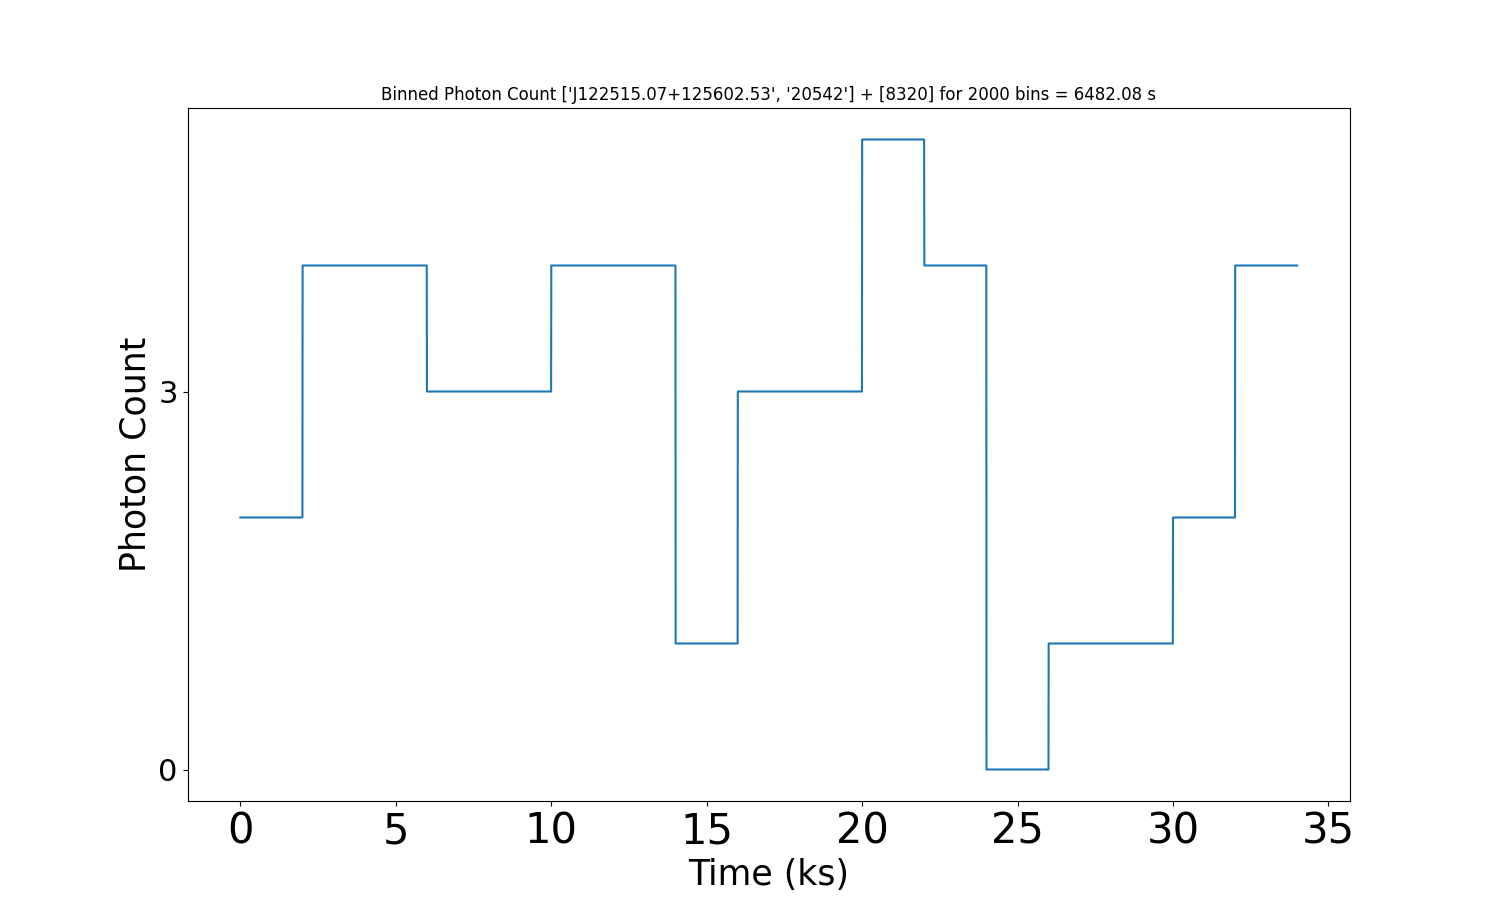 Binned Photon Count ['J122515.07+125602.53', '20542'] + [8320] for 2000 bins = 6482.08 s
Photon Count
3
0
0 5 10 15 20 25 30 35
Time (ks)